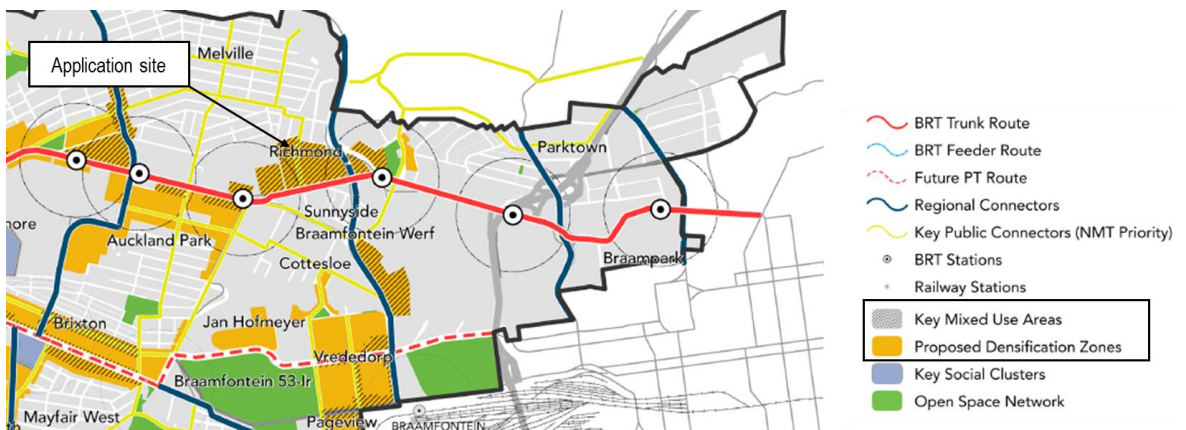 Melville
Application site
Richmond
Parktown
Sunnyside
Braamfontein Werf
Auckland Park
Cottesloe
Braampark
Brixton
Jan Hofmeyer
Vrededorp
Braamfontein 53-Ir
Mayfair West
Pageview
BRAAMFONTEIN
BRT Trunk Route
BRT Feeder Route
Future PT Route
Regional Connectors
Key Public Connectors (NMT Priority)
BRT Stations
Railway Stations
Key Mixed Use Areas
Proposed Densification Zones
Key Social Clusters
Open Space Network